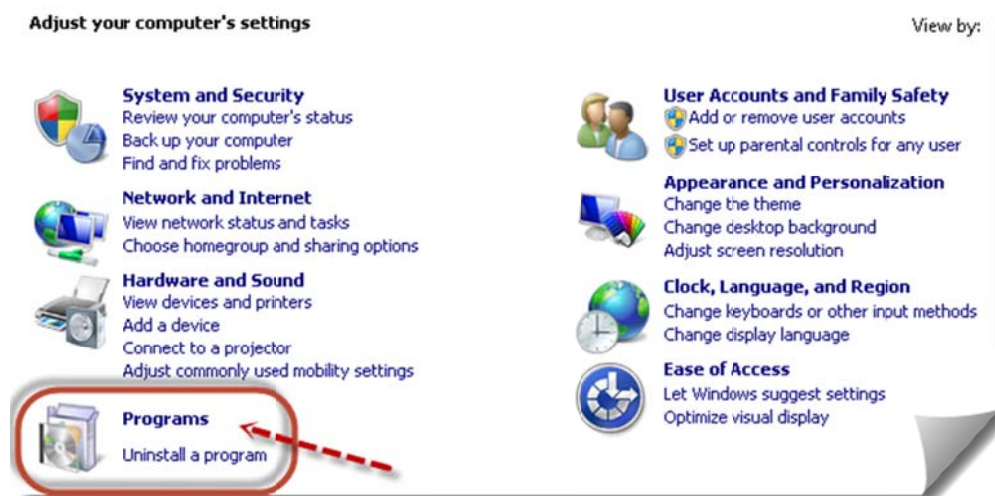 Adjust your computer's settings
View by:
System and Security
Review your computer's status
Back up your computer
Find and fix problems
Network and Internet
View network status and tasks
Choose homegroup and sharing options
Hardware and Sound
View devices and printers
Add a device
Connect to a projector
Adjust commonly used mobility settings
Programs
Uninstall a program
User Accounts and Family Safety
Add or remove user accounts
Set up parental controls for any user
Appearance and Personalization
Change the theme
Change desktop background
Adjust screen resolution
Clock, Language, and Region
Change keyboards or other input methods
Change display language
Ease of Access
Let Windows suggest settings
Optimize visual display